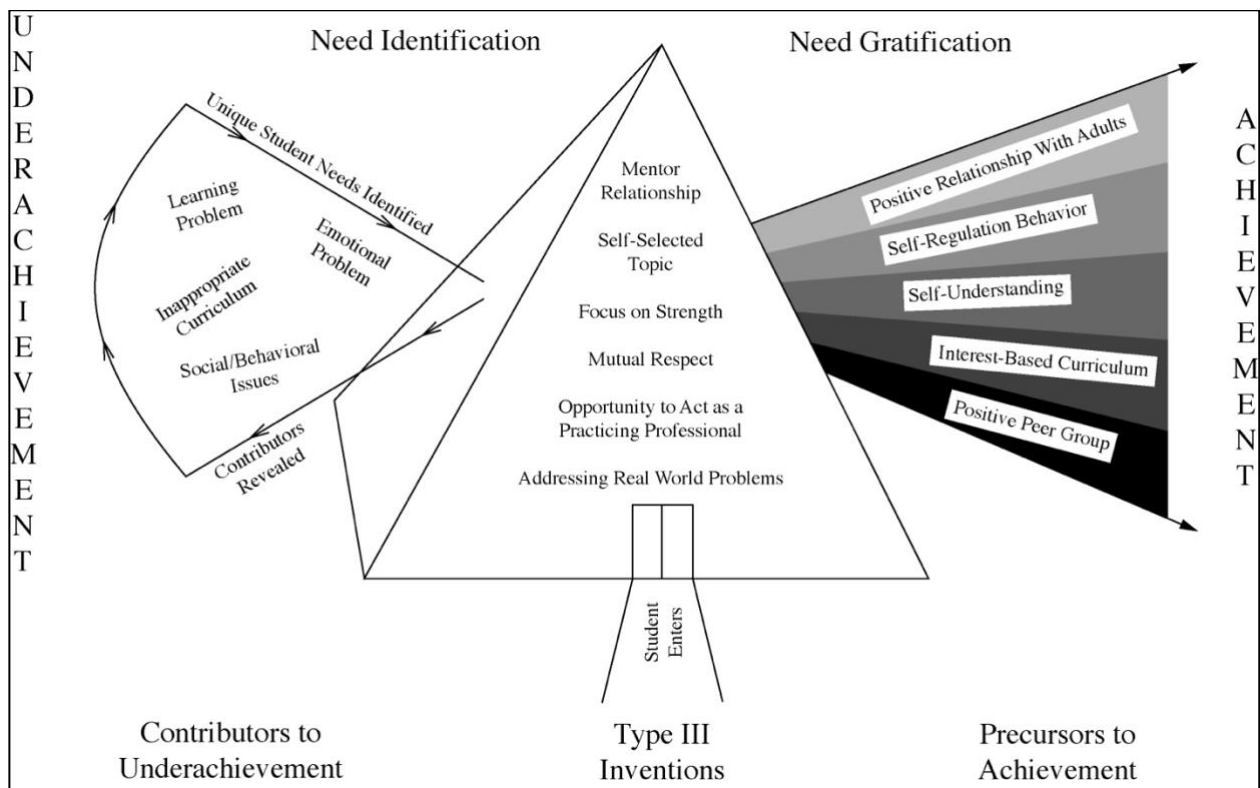 UNDERACHIEVEMENT
Need Identification
Need Gratification
ACHIEVEMENT
Unique Student Needs Identified
Learning
Problem
Emotional
Problem
Inappropriate
Curriculum
Social/Behavioral
Issues
Contributors
Revealed
Mentor
Relationship
Self-Selected
Topic
Focus on Strength
Mutual Respect
Opportunity to Act as a
Practicing Professional
Addressing Real World Problems
Student
Enters
Positive Relationship With Adults
Self-Regulation Behavior
Self-Understanding
Interest-Based Curriculum
Positive Peer Group
Contributors to
Underachievement
Type III
Inventions
Precursors to
Achievement